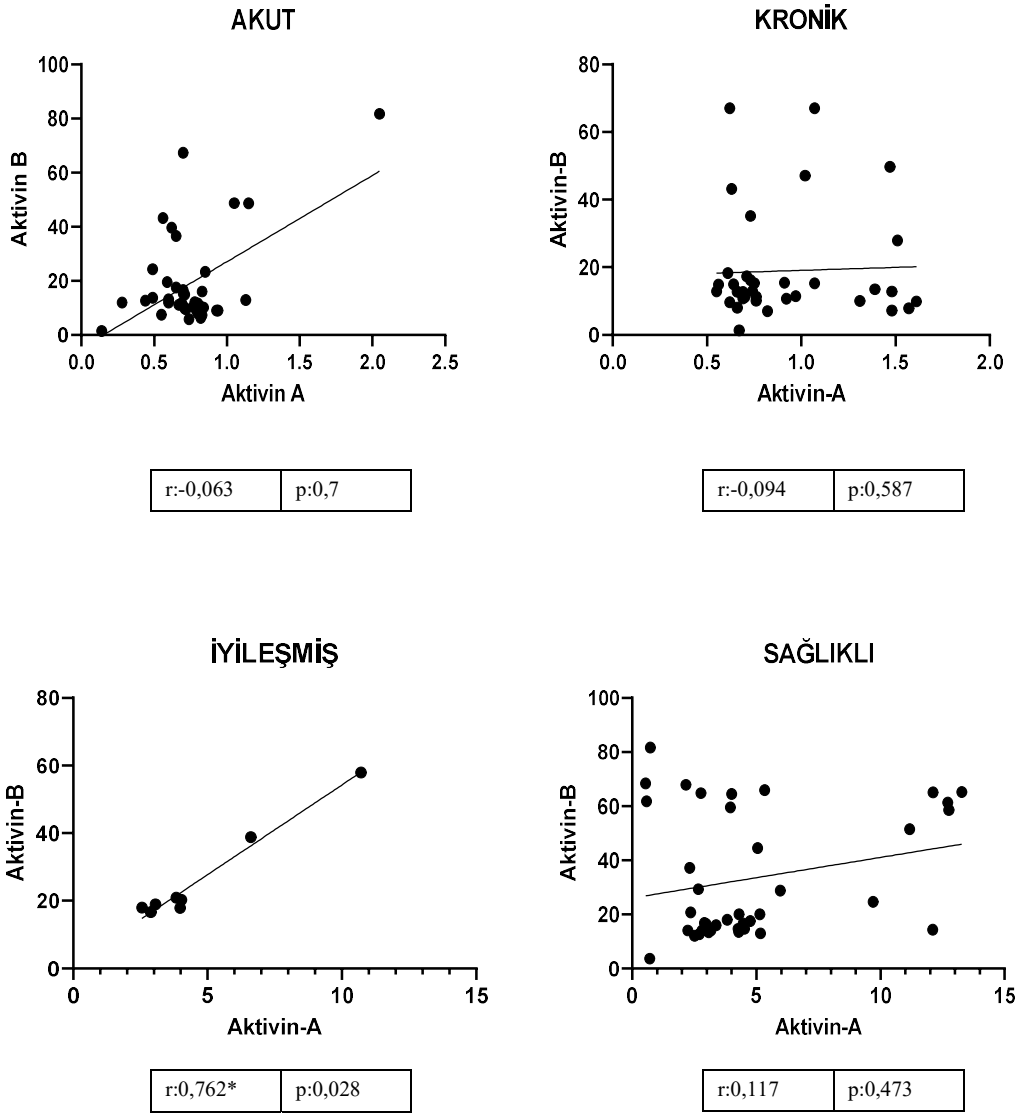 AKUT
100
80
60
40
20
0
Aktivin B
0.0 0.5 1.0 1.5 2.0 2.5
Aktivin A
r:-0,063 p:0,7
KRONİK
80
60
40
20
0
Aktivin-B
0.0 0.5 1.0 1.5 2.0
Aktivin-A
r:-0,094 p:0,587
İYİLEŞMİŞ
80
60
40
20
0
Aktivin-B
0 5 10 15
Aktivin-A
r:0,762* p:0,028
SAĞLIKLI
100
80
60
40
20
0
Aktivin-B
0 5 10 15
Aktivin-A
r:0,117 p:0,473